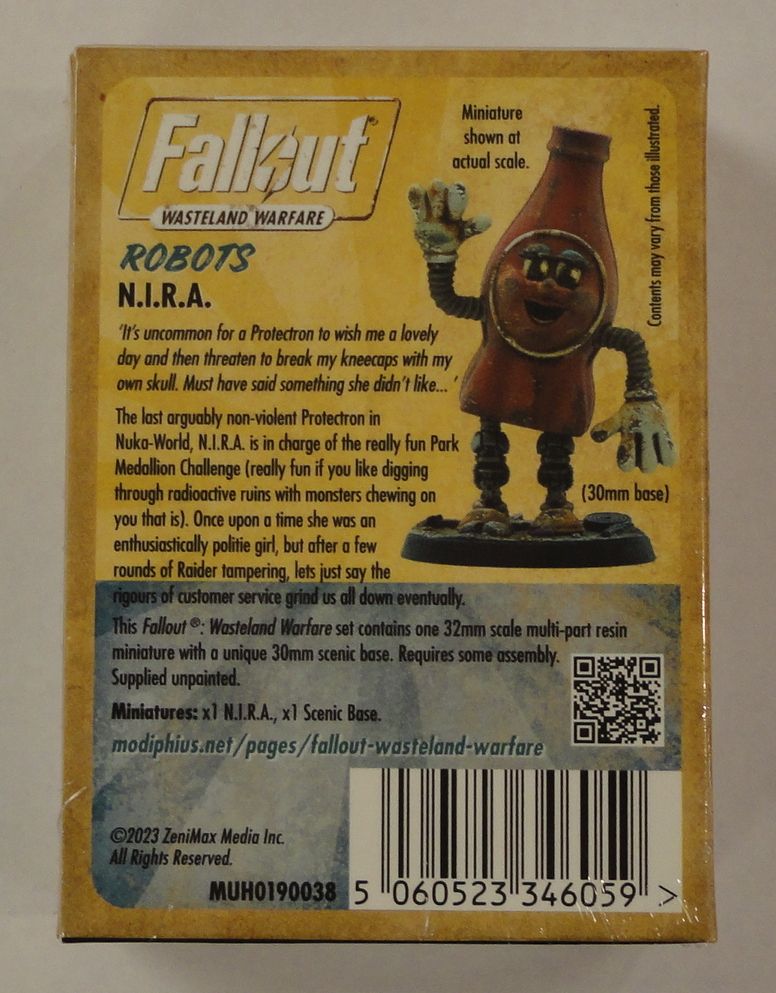 Fallout®
WASTELAND WARFARE
ROBOTS
N.I.R.A.
Miniature
shown at
actual scale.
Contents may vary from those illustrated.
'It's uncommon for a Protectron to wish me a lovely
day and then threaten to break my kneecaps with my
own skull. Must have said something she didn't like... '
The last arguably non-violent Protectron in
Nuka-World, N.I.R.A. is in charge of the really fun Park
Medallion Challenge (really fun if you like digging
through radioactive ruins with monsters chewing on
you that is). Once upon a time she was an
enthusiastically politie girl, but after a few
rounds of Raider tampering, lets just say the
rigours of customer service grind us all down eventually.
(30mm base)
This Fallout®: Wasteland Warfare set contains one 32mm scale multi-part resin
miniature with a unique 30mm scenic base. Requires some assembly.
Supplied unpainted.
Miniatures: x1 N.I.R.A., x1 Scenic Base.
modiphius.net/pages/fallout-wasteland-warfare
©2023 ZeniMax Media Inc.
All Rights Reserved.
MUH0190038
5 060523 346059 >